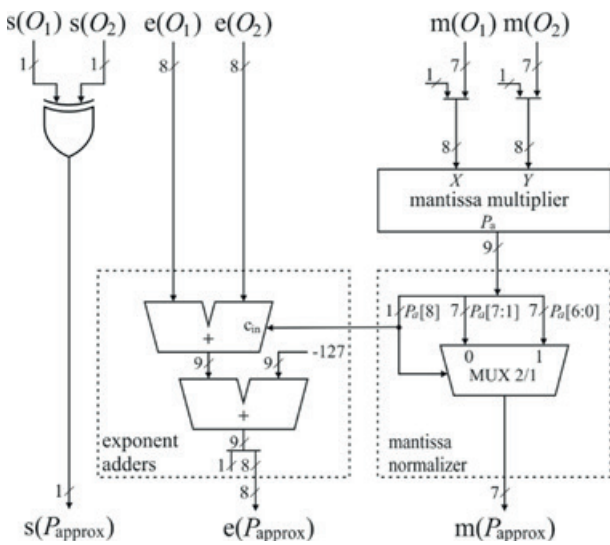 s(O₁) s(O₂) e(O₁) e(O₂) m(O₁) m(O₂)
1 1 8 8 1 7 1 7
8 8
X Y
mantissa multiplier
Pₐ
9
1 Pₐ[8] 7 Pₐ[7:1] 7 Pₐ[6:0]
cᵢₙ
+
0 1
MUX 2/1
9 9 -127
+
9
exponent
adders
1 8
mantissa
normalizer
1 8 7
s(Pₐₚₚᵣₒₓ) e(Pₐₚₚᵣₒₓ) m(Pₐₚₚᵣₒₓ)